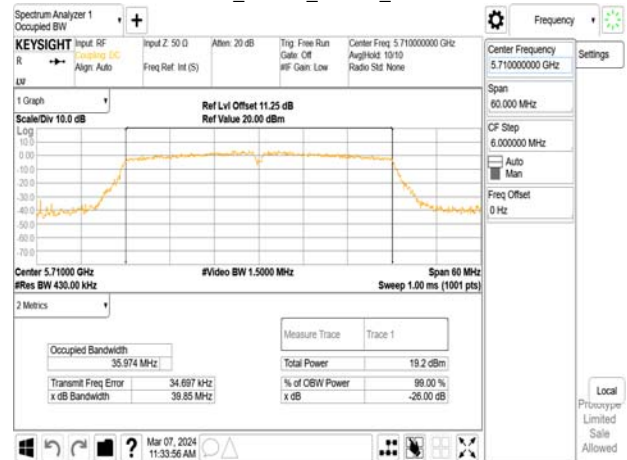 Spectrum Analyzer 1
Occupied BW
Frequency
KEYSIGHT
Input: RF
Coupling: DC
Align: Auto
Input Z: 50 Ω
Freq Ref: Int (S)
Atten: 20 dB
Trig: Free Run
Gate: Off
#IF Gain: Low
Center Freq: 5.710000000 GHz
Avg|Hold: 10/10
Radio Std: None
R
LV
Center Frequency
5.710000000 GHz
Settings
Span
60.000 MHz
CF Step
6.000000 MHz
Auto
Man
Freq Offset
0 Hz
1 Graph
Scale/Div 10.0 dB
Ref Lvl Offset 11.25 dB
Ref Value 20.00 dBm
Log
10.0
0.00
-10.0
-20.0
-30.0
-40.0
-50.0
-60.0
-70.0
Center 5.71000 GHz
#Res BW 430.00 kHz
#Video BW 1.5000 MHz
Span 60 MHz
Sweep 1.00 ms (1001 pts)
2 Metrics
Measure Trace Trace 1
Occupied Bandwidth
35.974 MHz
Total Power 19.2 dBm
Transmit Freq Error 34.697 kHz
% of OBW Power 99.00 %
x dB Bandwidth 39.85 MHz
x dB -26.00 dB
Local
Prototype
Limited
Sale
Allowed
?
Mar 07, 2024
11:33:56 AM